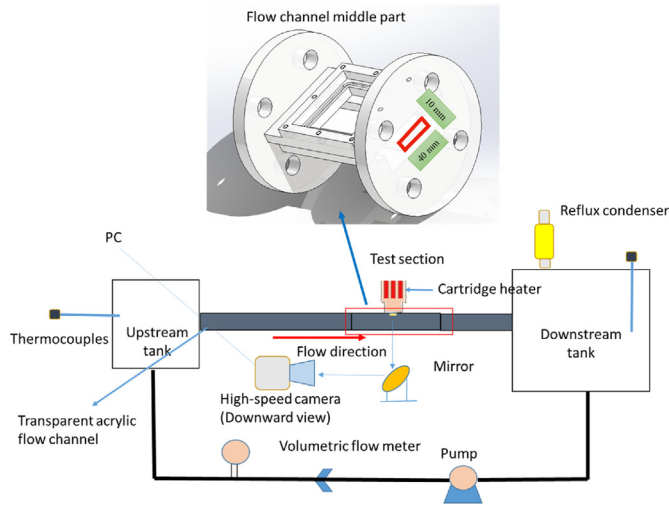 Flow channel middle part
10 mm
40 mm
Reflux condenser
PC
Test section
Cartridge heater
Thermocouples
Upstream
tank
Downstream
tank
Flow direction
Mirror
High-speed camera
(Downward view)
Transparent acrylic
flow channel
Volumetric flow meter
Pump